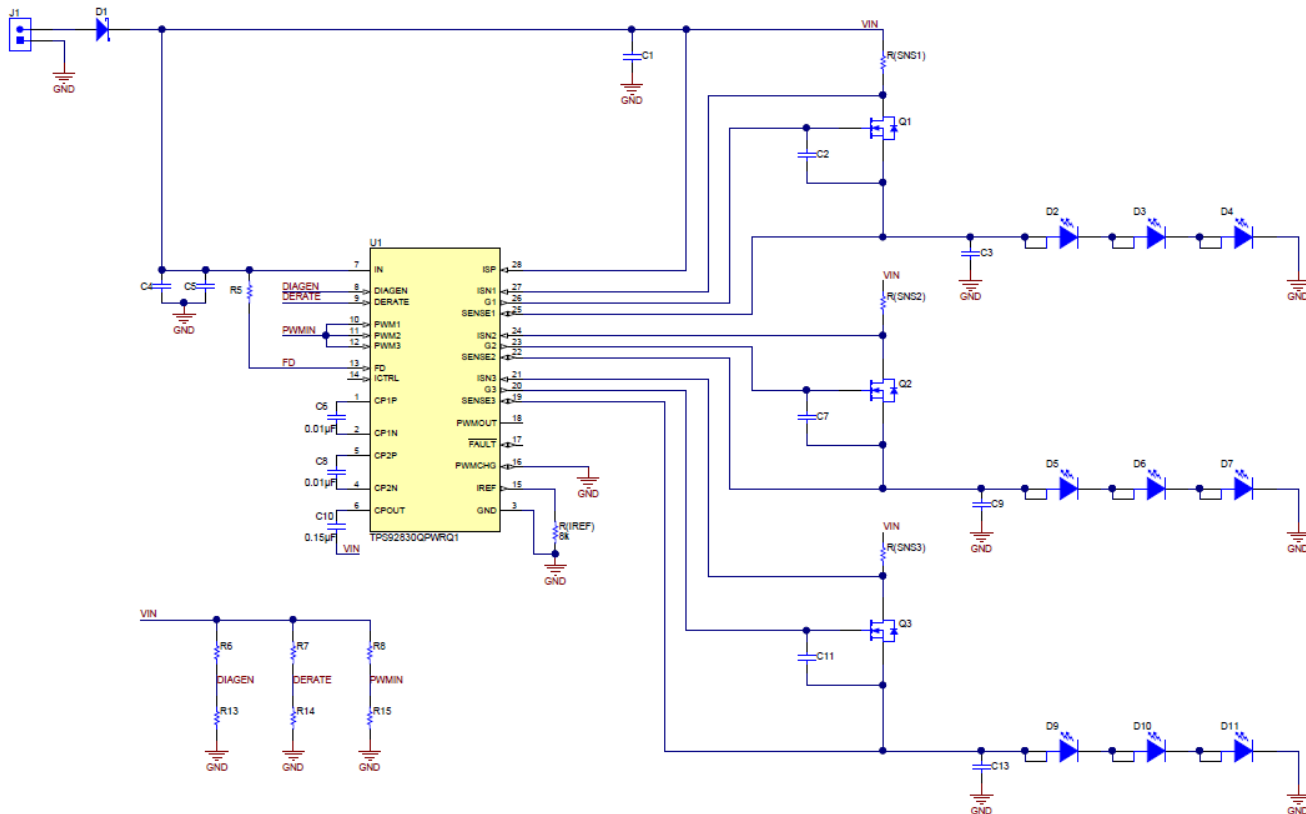 J1
D1
VIN
GND
C1
GND
R(SNS1)
Q1
C2
D2
D3
D4
C3
GND
GND
U1
7
IN
ISP
28
C4
C5
R5
GND
DIAGEN
8
DIAGEN
ISN1
27
DERATE
9
DERATE
G1
26
SENSE1
25
VIN
R(SNS2)
PWMIN
10
PWM1
ISN2
24
11
PWM2
G2
23
12
PWM3
SENSE2
22
FD
13
FD
ISN3
21
14
ICTRL
G3
20
Q2
C7
C6
0.01µF
1
CP1P
SENSE3
19
2
CP1N
PWMOUT
18
FAULT
17
C8
0.01µF
5
CP2P
PWMCHG
16
GND
4
CP2N
IREF
15
C10
0.15µF
6
CPOUT
GND
3
VIN
TPS92830QPWRQ1
R(IREF)
8k
GND
D5
D6
D7
C9
GND
GND
VIN
R(SNS3)
Q3
C11
VIN
R6
R7
R8
DIAGEN
DERATE
PWMIN
R13
R14
R15
GND
GND
GND
D9
D10
D11
C13
GND
GND